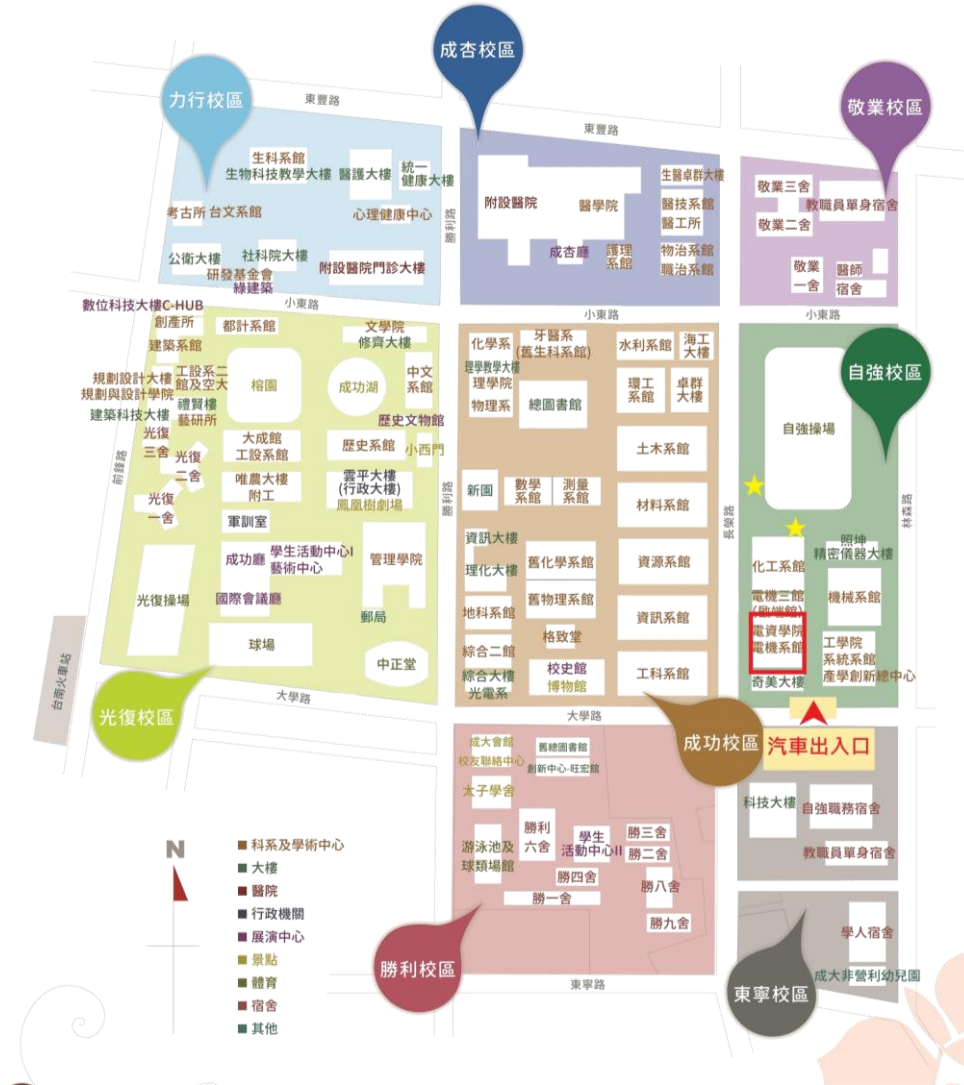 成杏校區
力行校區
敬業校區
東豐路
東豐路
生科系館
生物科技教學大樓
醫護大樓
統一
健康大樓
考古所
台文系館
心理健康中心
公衛大樓
社科院大樓
研發基金會
綠建築
附設醫院門診大樓
勝利路
附設醫院
醫學院
成杏廳
護理
系館
生醫卓群大樓
醫技系館
醫工所
物治系館
職治系館
敬業三舍
敬業二舍
教職員單身宿舍
敬業
一舍
醫師
宿舍
小東路
小東路
小東路
數位科技大樓C-HUB
創產所
建築系館
都計系館
文學院
修齊大樓
規劃設計大樓
規劃與設計學院
工設系二
館及空大
建築科技大樓
禮賢樓
藝研所
榕園
成功湖
中文
系館
歷史文物館
光復
三舍
光復
二舍
光復
一舍
大成館
工設系館
歷史系館
小西門
唯農大樓
附工
雲平大樓
(行政大樓)
鳳凰樹劇場
軍訓室
成功廳
學生活動中心I
藝術中心
管理學院
國際會議廳
郵局
光復操場
球場
中正堂
前鋒路
勝利路
台南火車站
大學路
光復校區
化學系
理學教學大樓
理學院
物理系
牙醫系
(舊生科系館)
總圖書館
水利系館
海工
大樓
環工
系館
卓群
大樓
土木系館
新園
數學
系館
測量
系館
材料系館
資訊大樓
理化大樓
舊化學系館
資源系館
地科系館
舊物理系館
資訊系館
綜合二館
格致堂
綜合大樓
光電系
校史館
博物館
工科系館
大學路
成功校區
長榮路
自強校區
自強操場
林森路
化工系館
照坤
精密儀器大樓
電機三館
(啟端館)
機械系館
電資學院
電機系館
工學院
系統系館
產學創新總中心
奇美大樓
汽車出入口
成大會館
校友聯絡中心
舊總圖書館
創新中心-旺宏館
太子學舍
游泳池及
球類場館
勝利
六舍
學生
活動中心II
勝三舍
勝二舍
勝四舍
勝一舍
勝八舍
勝九舍
勝利校區
東寧路
科技大樓
自強職務宿舍
教職員單身宿舍
學人宿舍
成大非營利幼兒園
東寧校區
N
科系及學術中心
大樓
醫院
行政機關
展演中心
景點
體育
宿舍
其他